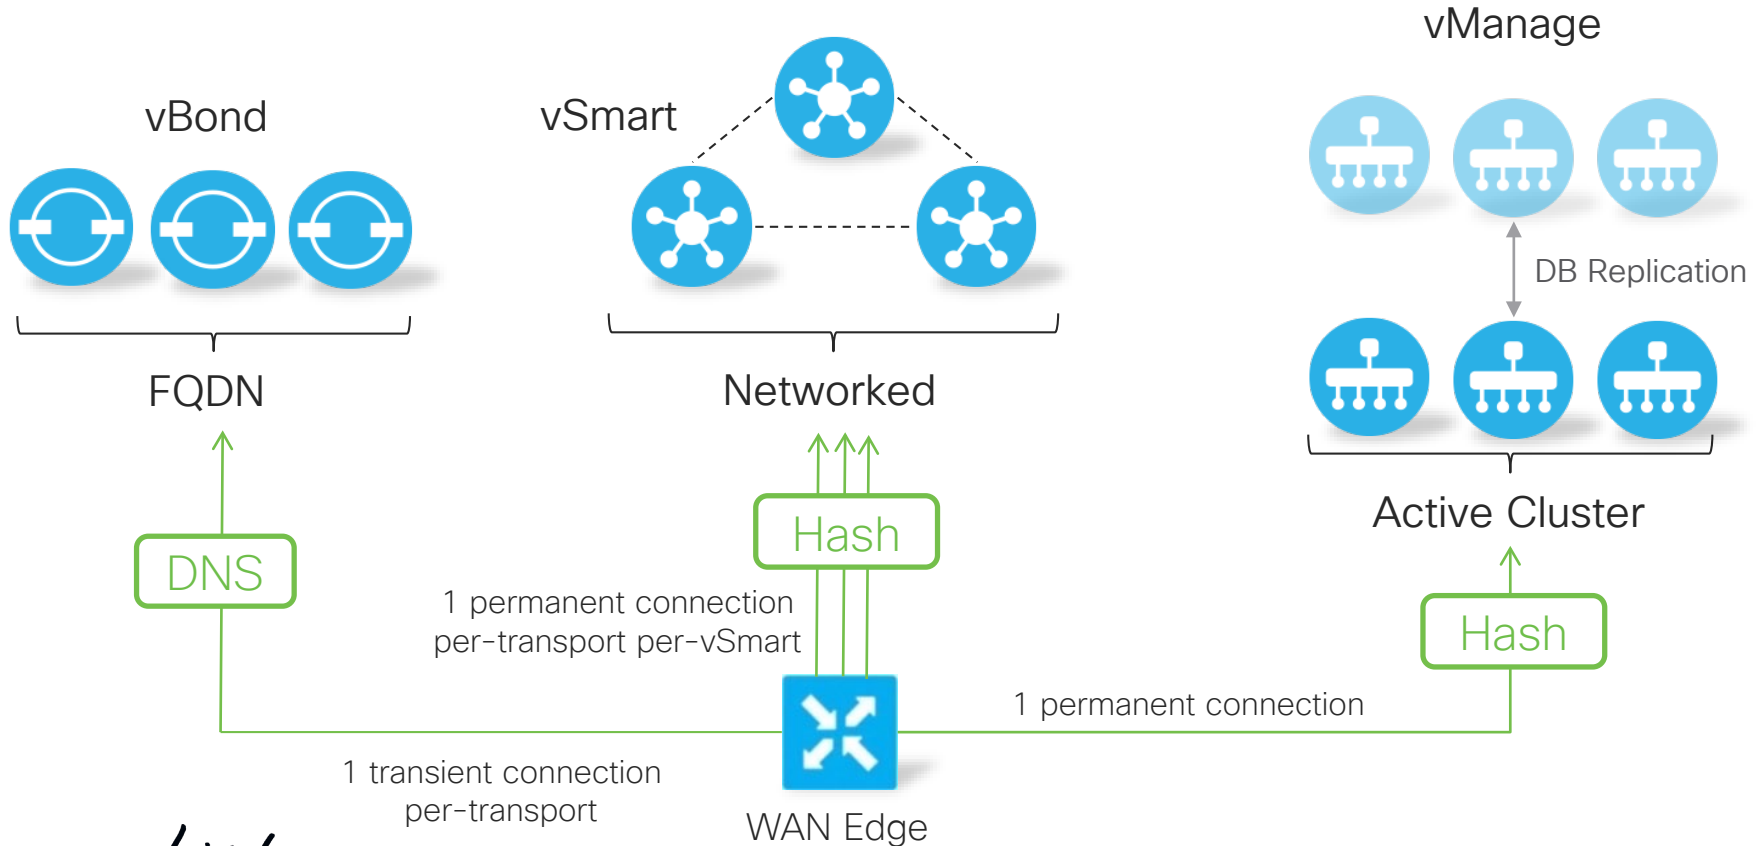 vManage
vBond
vSmart
DB Replication
FQDN
Networked
Active Cluster
DNS
Hash
Hash
1 permanent connection
per-transport per-vSmart
1 permanent connection
1 transient connection
per-transport
WAN Edge